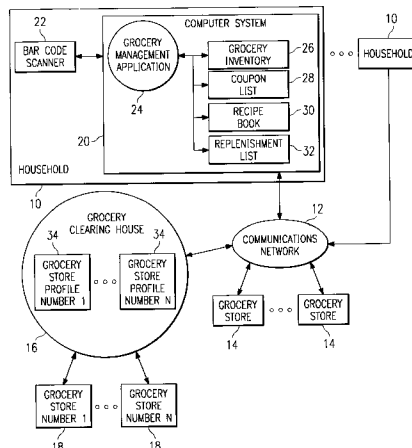 COMPUTER SYSTEM
22
BAR CODE
SCANNER
GROCERY
MANAGEMENT
APPLICATION
24
GROCERY
INVENTORY
26
COUPON
LIST
28
RECIPE
BOOK
30
REPLENISHMENT
LIST
32
20
HOUSEHOLD
10
10
HOUSEHOLD
12
COMMUNICATIONS
NETWORK
GROCERY
CLEARING HOUSE
34
GROCERY
STORE
PROFILE
NUMBER 1
34
GROCERY
STORE
PROFILE
NUMBER N
16
GROCERY
STORE
14
GROCERY
STORE
14
GROCERY
STORE
NUMBER 1
18
GROCERY
STORE
NUMBER N
18